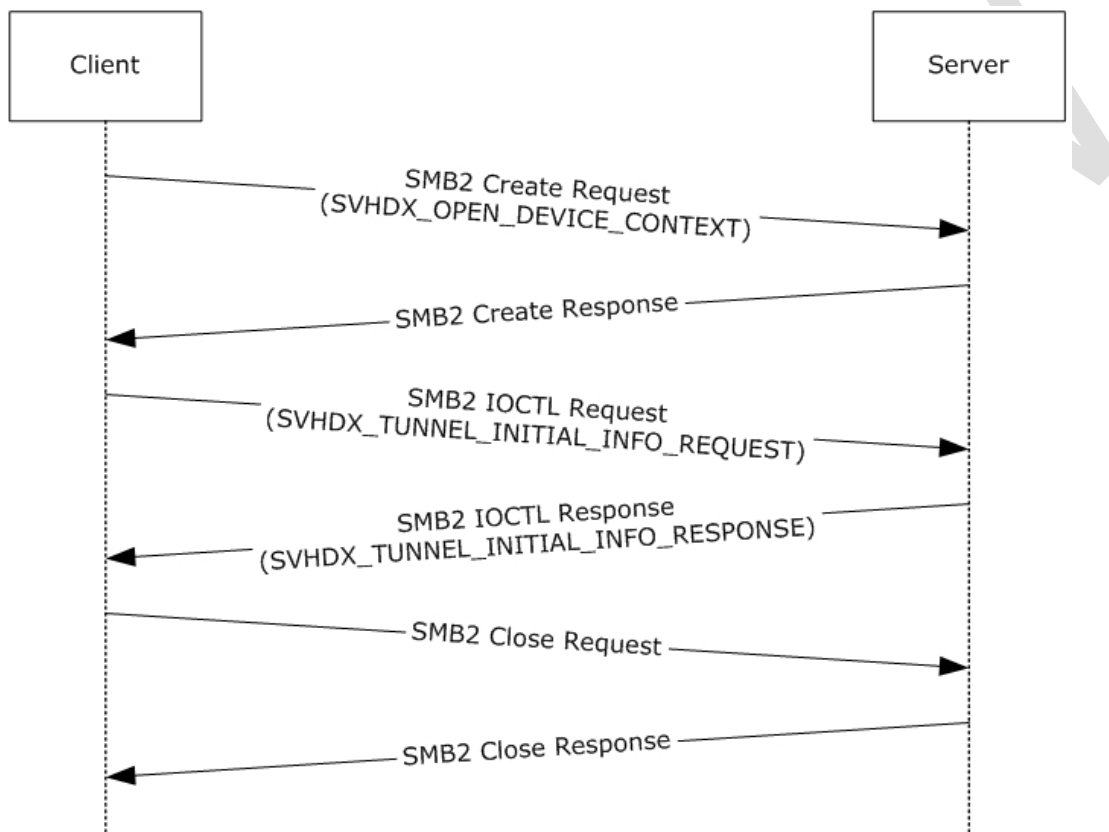 Client
Server
SMB2 Create Request
(SVHDX_OPEN_DEVICE_CONTEXT)
SMB2 Create Response
SMB2 IOCTL Request
(SVHDX_TUNNEL_INITIAL_INFO_REQUEST)
SMB2 IOCTL Response
(SVHDX_TUNNEL_INITIAL_INFO_RESPONSE)
SMB2 Close Request
SMB2 Close Response